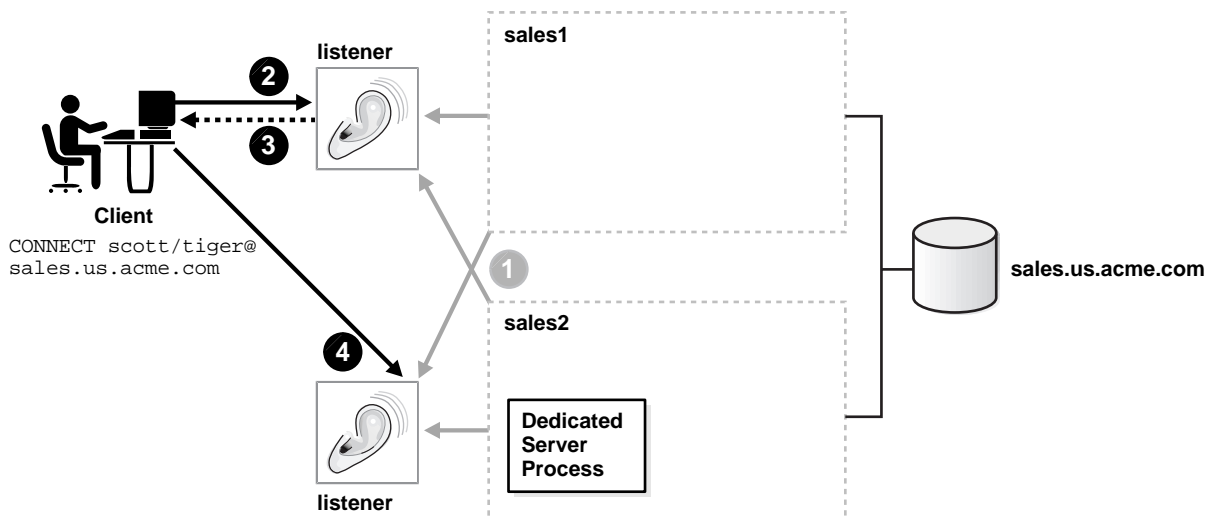 sales1
listener
2
3
Client
CONNECT scott/tiger@
sales.us.acme.com
1
sales.us.acme.com
sales2
4
Dedicated
Server
Process
listener